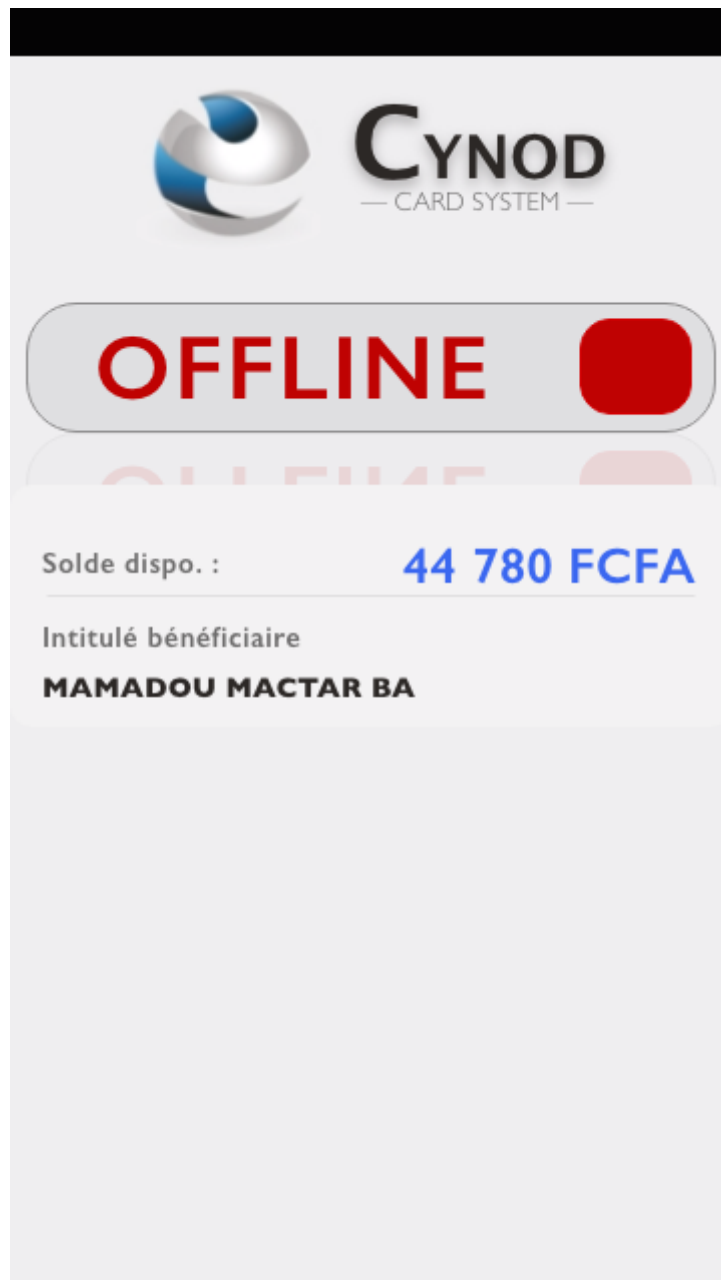 CYNOD
— CARD SYSTEM —
OFFLINE
Solde dispo. : 44 780 FCFA
Intitulé bénéficiaire
MAMADOU MACTAR BA